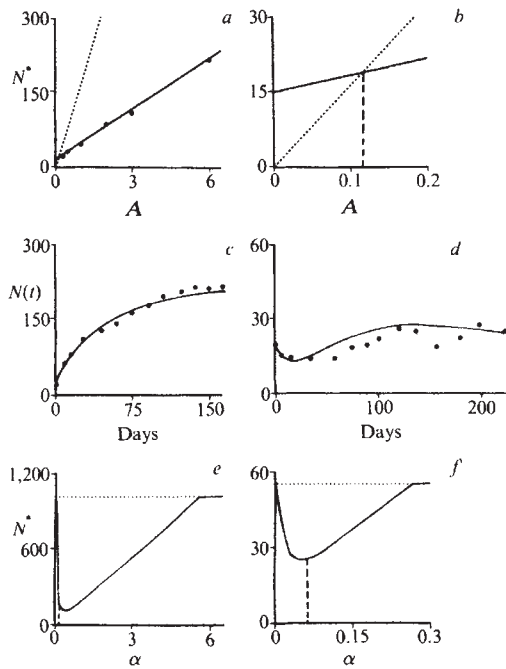 300 a 30 b
N*
150 15
0 0
0 3 6 0 0.1 0.2
A A
300 c 60 d
N(t)
150 30
0 0
0 75 150 0 100 200
Days Days
1,200 e 60 f
N*
600 30
0 0
0 3 6 0 0.15 0.3
α α